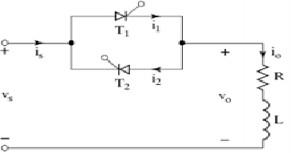 T1
i1
is
+
+
io
T2
i2
R
vs
vo
L
−
−